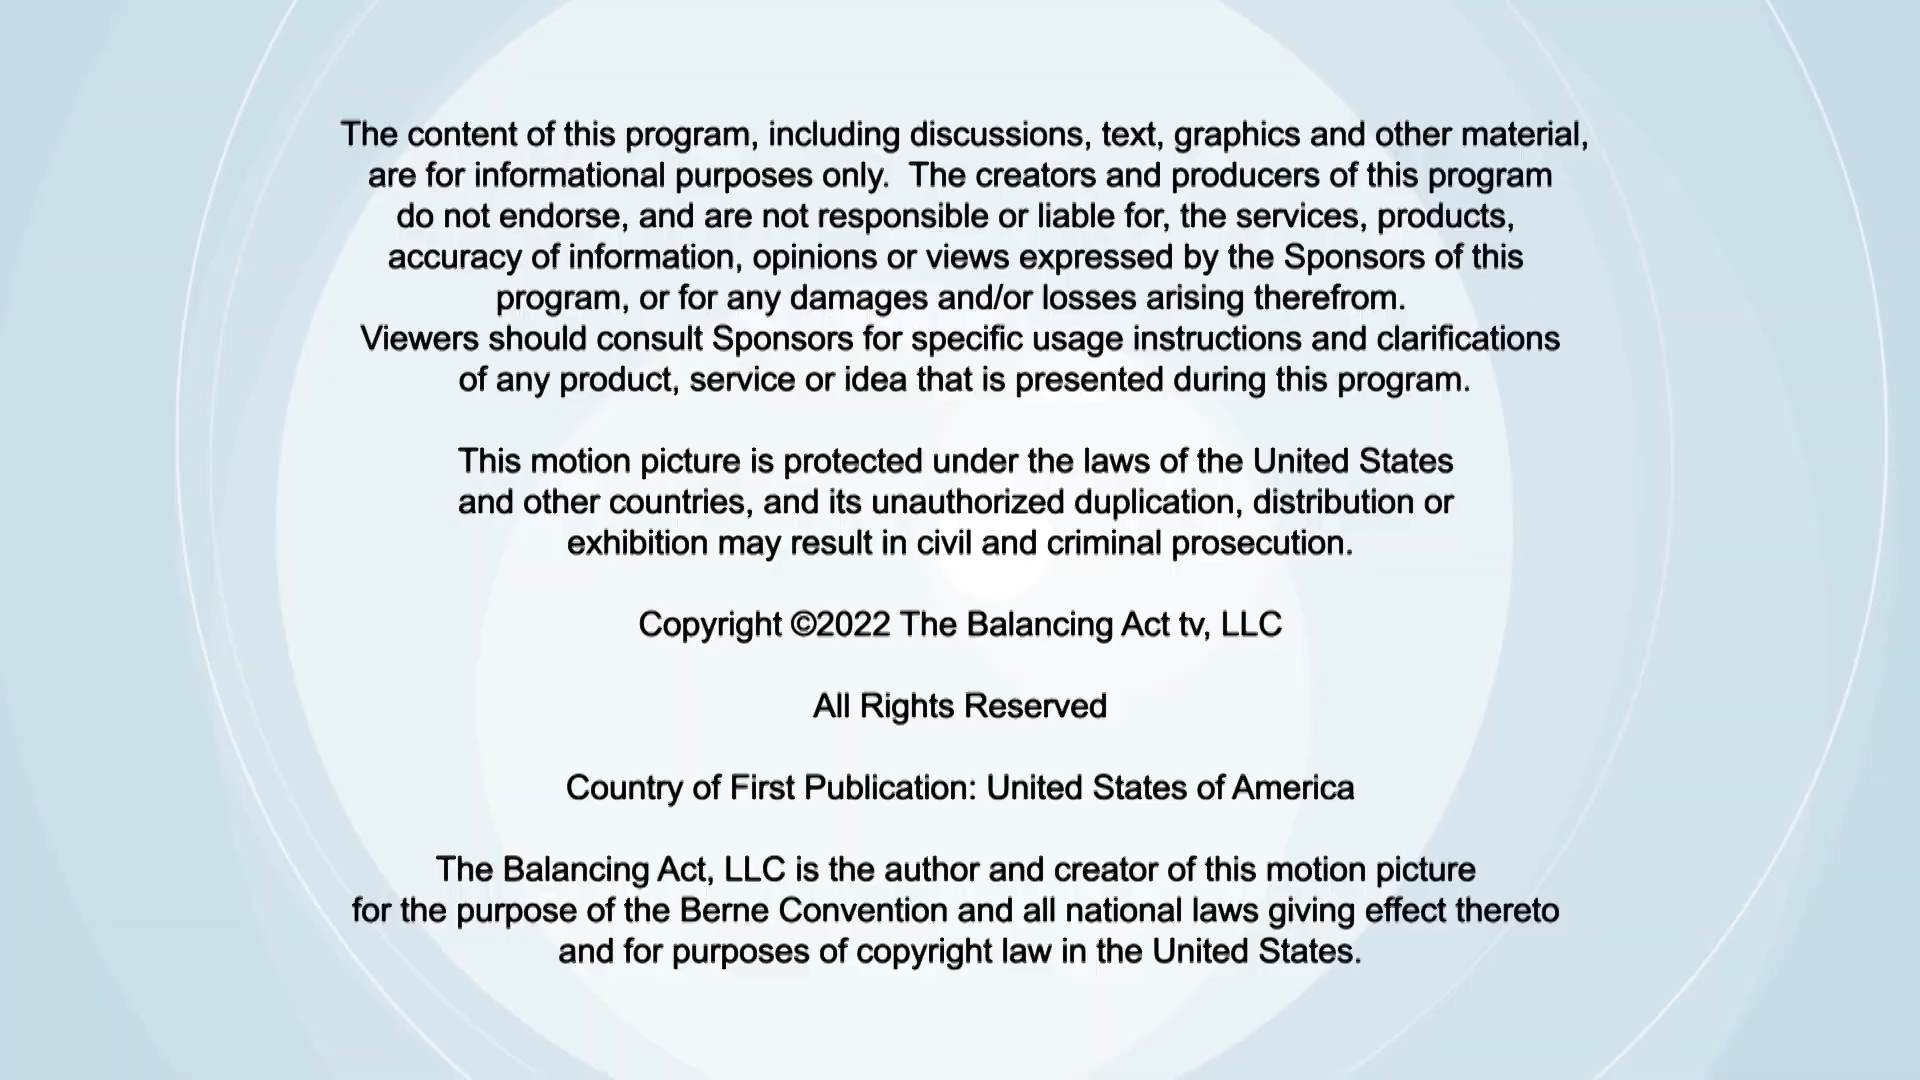 The content of this program, including discussions, text, graphics and other material,
are for informational purposes only.  The creators and producers of this program
do not endorse, and are not responsible or liable for, the services, products,
accuracy of information, opinions or views expressed by the Sponsors of this
program, or for any damages and/or losses arising therefrom.
Viewers should consult Sponsors for specific usage instructions and clarifications
of any product, service or idea that is presented during this program.
This motion picture is protected under the laws of the United States
and other countries, and its unauthorized duplication, distribution or
exhibition may result in civil and criminal prosecution.
Copyright ©2022 The Balancing Act tv, LLC
All Rights Reserved
Country of First Publication: United States of America
The Balancing Act, LLC is the author and creator of this motion picture
for the purpose of the Berne Convention and all national laws giving effect thereto
and for purposes of copyright law in the United States.